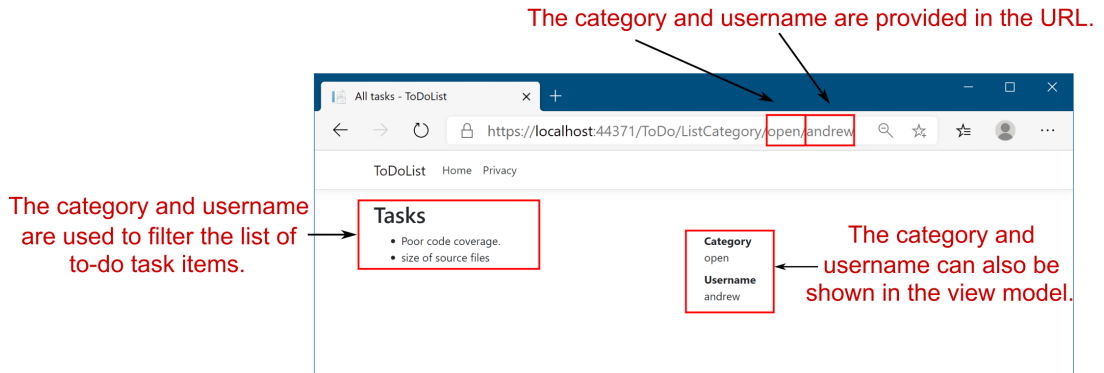 The category and username are provided in the URL.
All tasks - ToDoList
https://localhost:44371/ToDo/ListCategory/open/andrew
ToDoList Home Privacy
The category and username
are used to filter the list of
to-do task items.
Tasks
• Poor code coverage.
• size of source files
Category
open
Username
andrew
The category and
username can also be
shown in the view model.